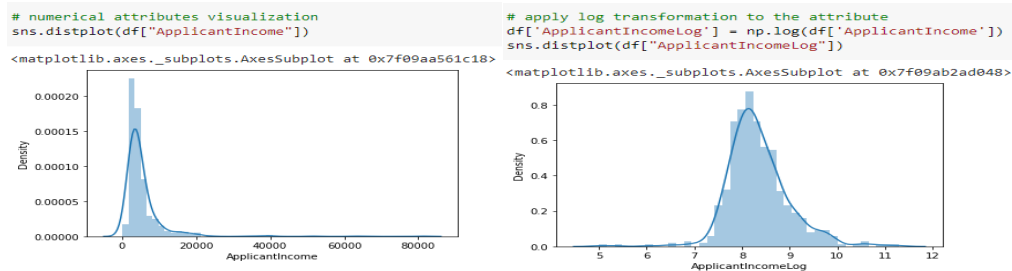 # numerical attributes visualization
sns.distplot(df["ApplicantIncome"])
<matplotlib.axes._subplots.AxesSubplot at 0x7f09aa561c18>
0.00020
0.00015
0.00010
0.00005
0.00000
Density
0 20000 40000 60000 80000
ApplicantIncome
# apply log transformation to the attribute
df['ApplicantIncomeLog'] = np.log(df['ApplicantIncome'])
sns.distplot(df["ApplicantIncomeLog"])
<matplotlib.axes._subplots.AxesSubplot at 0x7f09ab2ad048>
0.8
0.6
0.4
0.2
0.0
Density
5 6 7 8 9 10 11 12
ApplicantIncomeLog